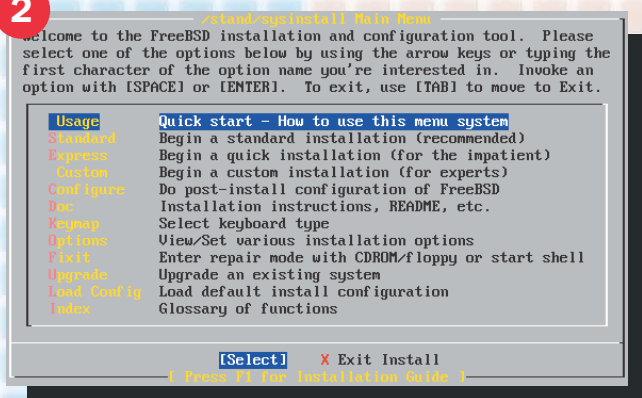 2
/stand/sysinstall Main Menu
Welcome to the FreeBSD installation and configuration tool.  Please
select one of the options below by using the arrow keys or typing the
first character of the option name you're interested in.  Invoke an
option with [SPACE] or [ENTER].  To exit, use [TAB] to move to Exit.
Usage Quick start - How to use this menu system
Standard Begin a standard installation (recommended)
Express Begin a quick installation (for the impatient)
Custom Begin a custom installation (for experts)
Configure Do post-install configuration of FreeBSD
Doc Installation instructions, README, etc.
Keymap Select keyboard type
Options View/Set various installation options
Fixit Enter repair mode with CDROM/floppy or start shell
Upgrade Upgrade an existing system
Load Config Load default install configuration
Index Glossary of functions
[Select] X Exit Install
[ Press F1 for Installation Guide ]